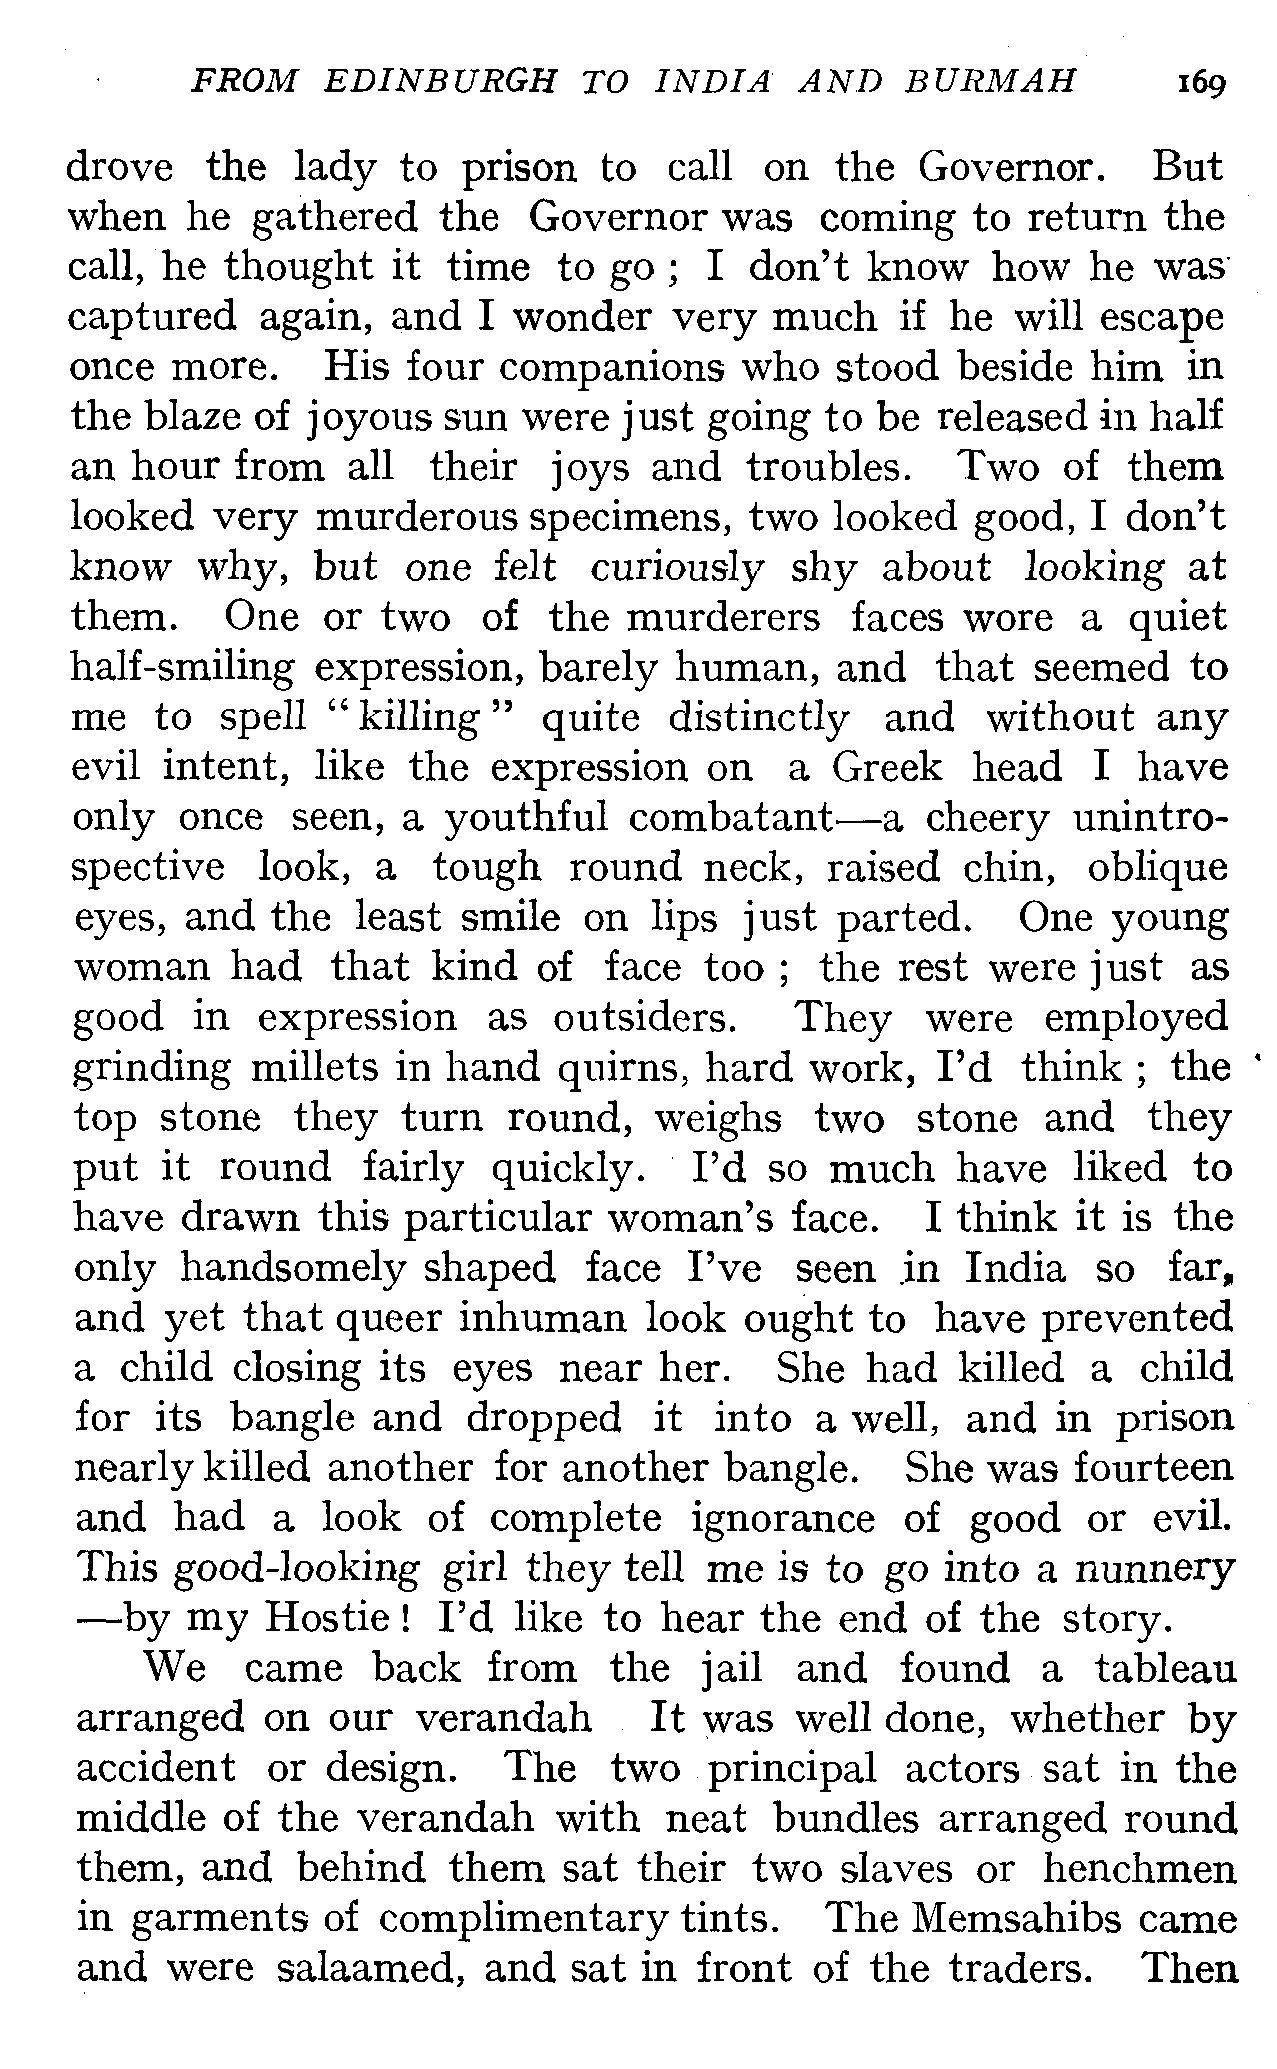 FROM EDINBURGH TO INDIA AND BURMAH 169
drove the lady to prison to call on the Governor. But
when he gathered the Governor was coming to return the
call, he thought it time to go ; I don't know how he was
captured again, and I wonder very much if he will escape
once more. His four companions who stood beside him in
the blaze of joyous sun were just going to be released in half
an hour from all their joys and troubles. Two of them
looked very murderous specimens, two looked good, I don't
know why, but one felt curiously shy about looking at
them. One or two of the murderers faces wore a quiet
half-smiling expression, barely human, and that seemed to
me to spell "killing" quite distinctly and without any
evil intent, like the expression on a Greek head I have
only once seen, a youthful combatant—a cheery unintro-
spective look, a tough round neck, raised chin, oblique
eyes, and the least smile on lips just parted. One young
woman had that kind of face too ; the rest were just as
good in expression as outsiders. They were employed
grinding millets in hand quirns, hard work, I'd think ; the
top stone they turn round, weighs two stone and they
put it round fairly quickly. I'd so much have liked to
have drawn this particular woman's face. I think it is the
only handsomely shaped face I've seen in India so far,
and yet that queer inhuman look ought to have prevented
a child closing its eyes near her. She had killed a child
for its bangle and dropped it into a well, and in prison
nearly killed another for another bangle. She was fourteen
and had a look of complete ignorance of good or evil.
This good-looking girl they tell me is to go into a nunnery
—by my Hostie ! I'd like to hear the end of the story.
We came back from the jail and found a tableau
arranged on our verandah It was well done, whether by
accident or design. The two principal actors sat in the
middle of the verandah with neat bundles arranged round
them, and behind them sat their two slaves or henchmen
in garments of complimentary tints. The Memsahibs came
and were salaamed, and sat in front of the traders. Then